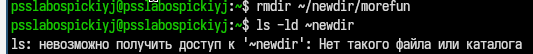 psslabospickiyj@psslabospickiyj:~$ rmdir ~/newdir/morefun
psslabospickiyj@psslabospickiyj:~$ ls -ld ~newdir
ls: невозможно получить доступ к '~newdir': Нет такого файла или каталога